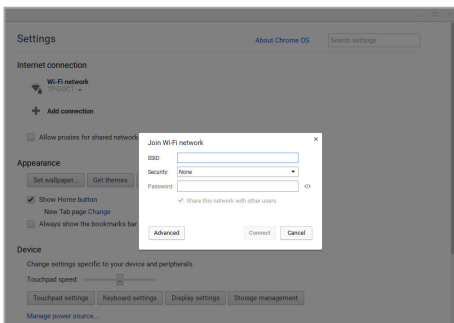 Settings
About Chrome OS
Search settings
Internet connection
Wi-Fi network
TP-DOC1
Add connection
Allow proxies for shared network
Join Wi-Fi network
SSID:
Security: None
Password:
Share this network with other users
Advanced Connect Cancel
Appearance
Set wallpaper... Get themes
Show Home button
New Tab page Change
Always show the bookmarks bar
Device
Change settings specific to your device and peripherals.
Touchpad speed:
Touchpad settings Keyboard settings Display settings Storage management
Manage power source...